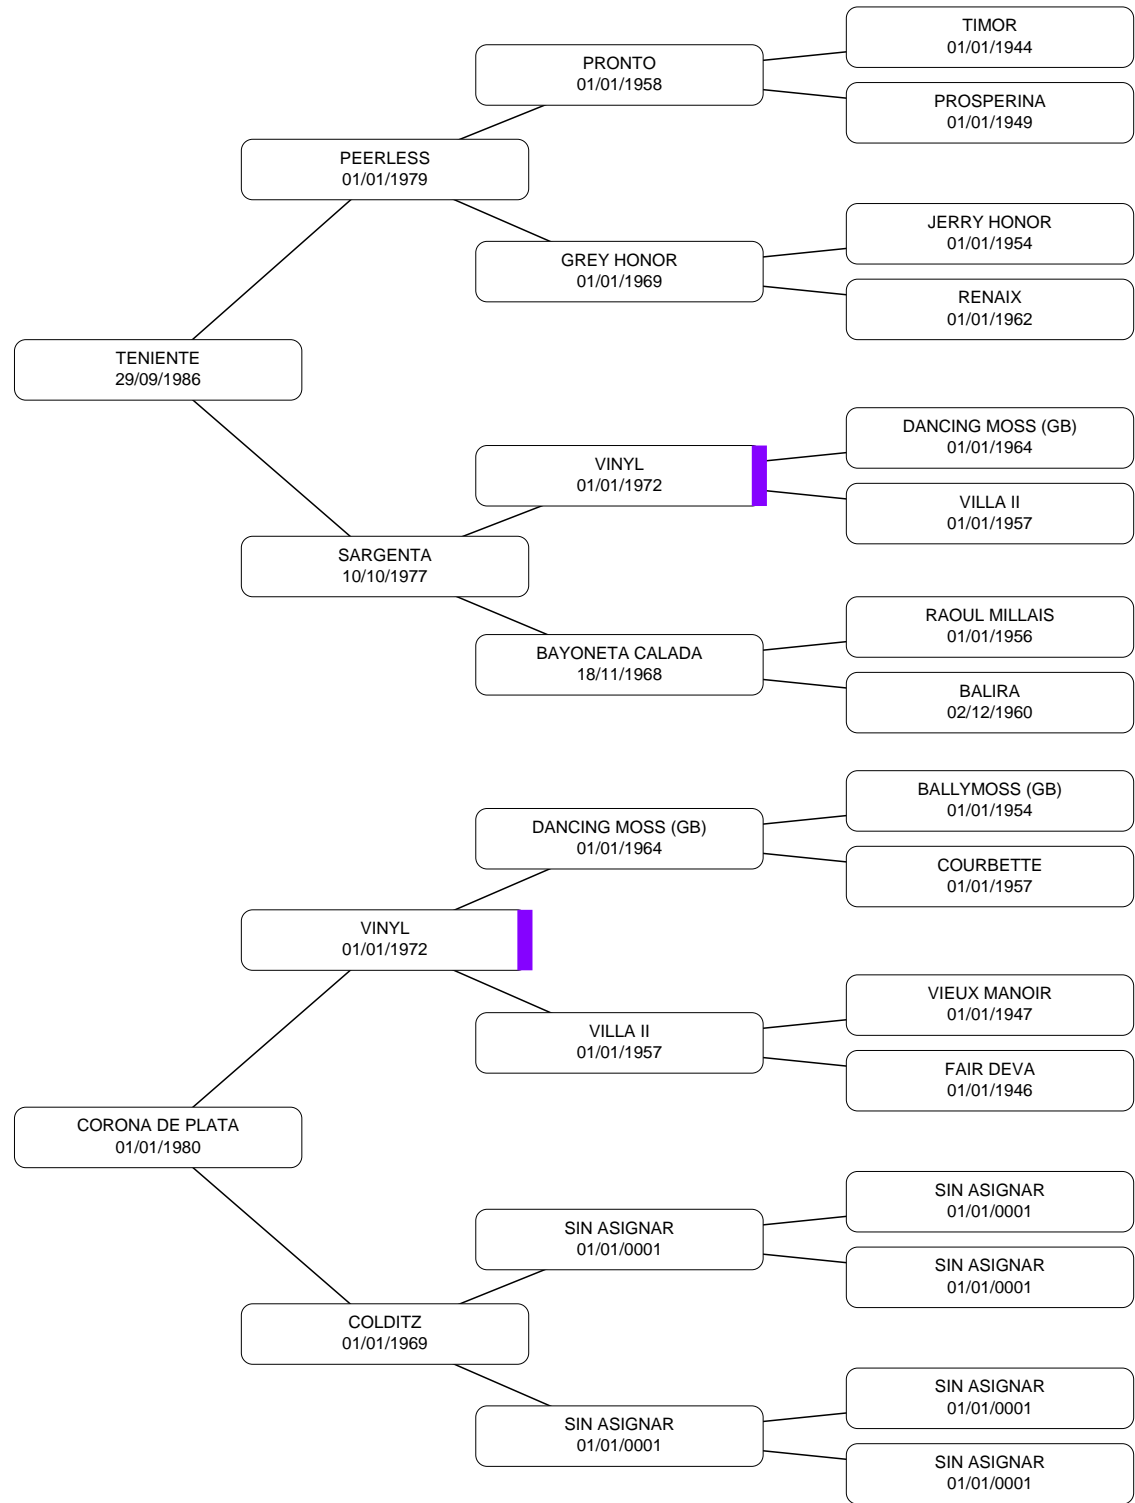 TIMOR
01/01/1944
PRONTO
01/01/1958
PROSPERINA
01/01/1949
PEERLESS
01/01/1979
JERRY HONOR
01/01/1954
GREY HONOR
01/01/1969
RENAIX
01/01/1962
TENIENTE
29/09/1986
DANCING MOSS (GB)
01/01/1964
VINYL
01/01/1972
VILLA II
01/01/1957
SARGENTA
10/10/1977
RAOUL MILLAIS
01/01/1956
BAYONETA CALADA
18/11/1968
BALIRA
02/12/1960
BALLYMOSS (GB)
01/01/1954
DANCING MOSS (GB)
01/01/1964
COURBETTE
01/01/1957
VINYL
01/01/1972
VIEUX MANOIR
01/01/1947
VILLA II
01/01/1957
FAIR DEVA
01/01/1946
CORONA DE PLATA
01/01/1980
SIN ASIGNAR
01/01/0001
SIN ASIGNAR
01/01/0001
SIN ASIGNAR
01/01/0001
COLDITZ
01/01/1969
SIN ASIGNAR
01/01/0001
SIN ASIGNAR
01/01/0001
SIN ASIGNAR
01/01/0001